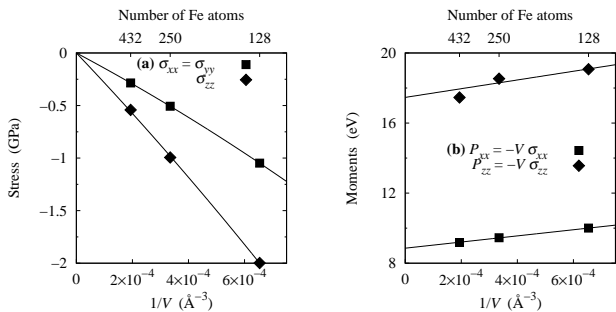 Number of Fe atoms
432 250 128
0
−0.5
−1
−1.5
−2
Stress (GPa)
(a) σxx = σyy
σzz
0 2×10−4 4×10−4 6×10−4
1/V (Å−3)
Number of Fe atoms
432 250 128
20
16
12
8
Moments (eV)
(b) Pxx = −V σxx
Pzz = −V σzz
0 2×10−4 4×10−4 6×10−4
1/V (Å−3)